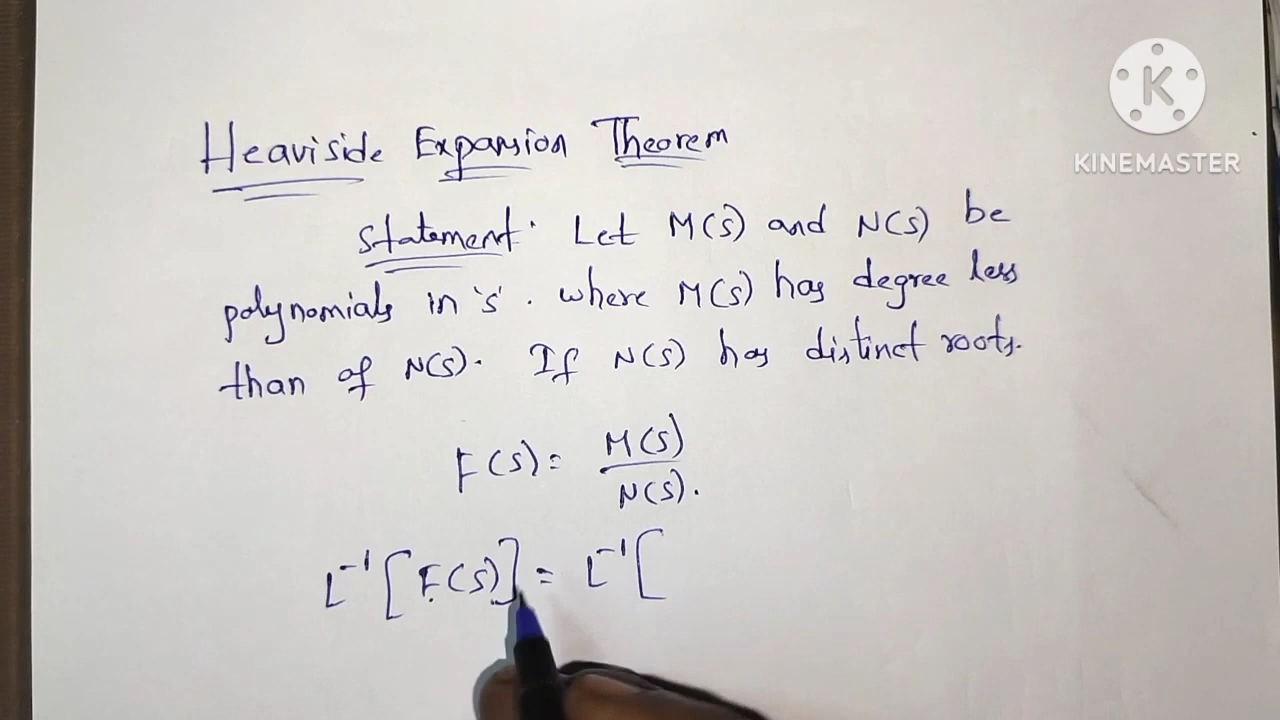 Heaviside Expansion Theorem
K
KINEMASTER
Statement: Let M(S) and N(S) be
polynomials in 's'. where M(S) has degree less
than of N(S). If N(S) has distinct roots.
F(S) = M(S)
N(S).
L⁻¹[F(S)] = L⁻¹[